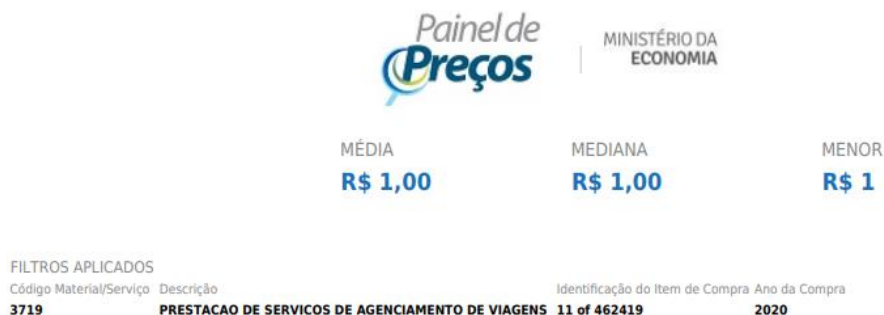 Painel de
Preços
MINISTÉRIO DA
ECONOMIA
MÉDIA MEDIANA MENOR
R$ 1,00 R$ 1,00 R$ 1
FILTROS APLICADOS
Código Material/Serviço Descrição Identificação do Item de Compra Ano da Compra
3719 PRESTACAO DE SERVICOS DE AGENCIAMENTO DE VIAGENS 11 of 462419 2020